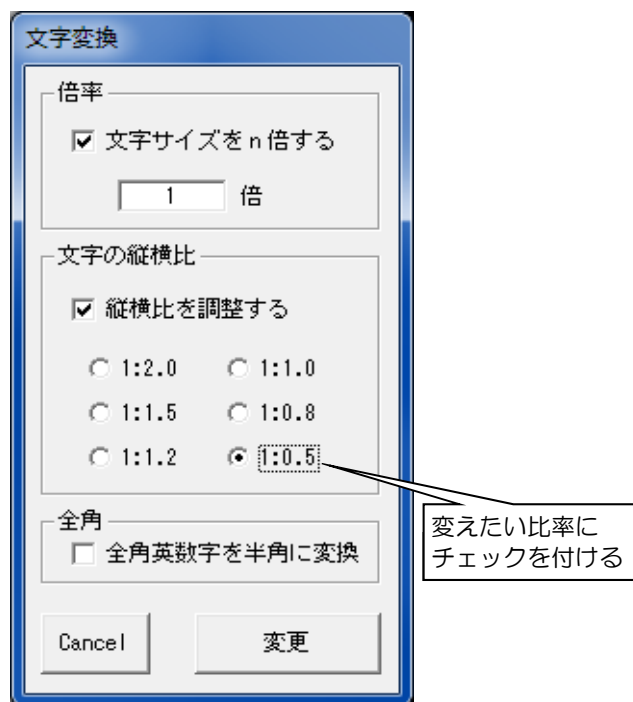 文字変換
倍率
文字サイズをn倍する
1 倍
文字の縦横比
縦横比を調整する
1:2.0 1:1.0
1:1.5 1:0.8
1:1.2 1:0.5
変えたい比率に
チェックを付ける
全角
全角英数字を半角に変換
Cancel 変更